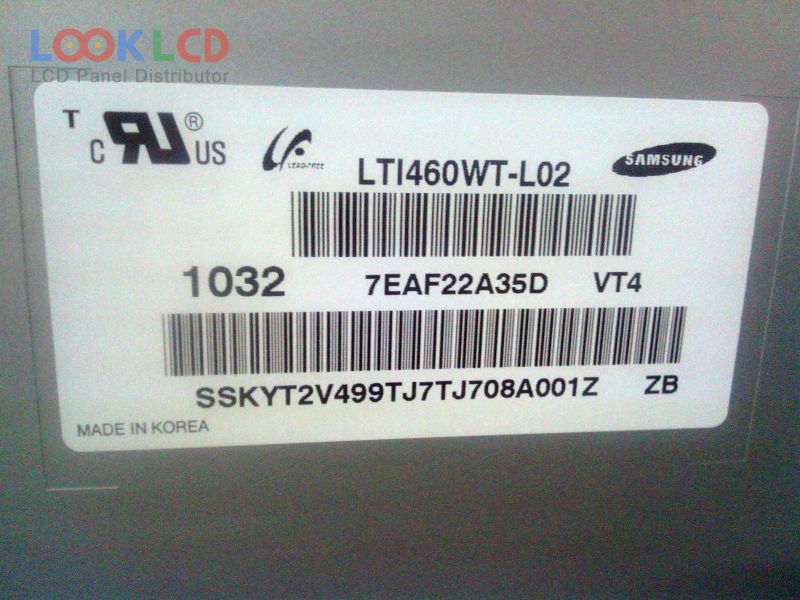 LOOK LCD
LCD Panel Distributor
T
C RU ® US
LEAD-FREE
LTI460WT-L02
SAMSUNG
1032 7EAF22A35D VT4
SSKYT2V499TJ7TJ708A001Z ZB
MADE IN KOREA